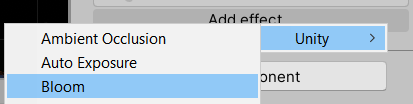 Add effect
Ambient Occlusion
Unity
Auto Exposure
Bloom